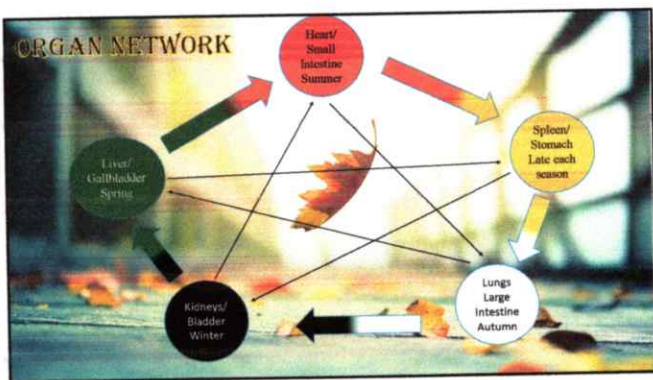 ORGAN NETWORK
Heart/
Small
Intestine
Summer
Spleen/
Stomach
Late each
season
Lungs
Large
Intestine
Autumn
Kidneys/
Bladder
Winter
Liver/
Gallbladder
Spring